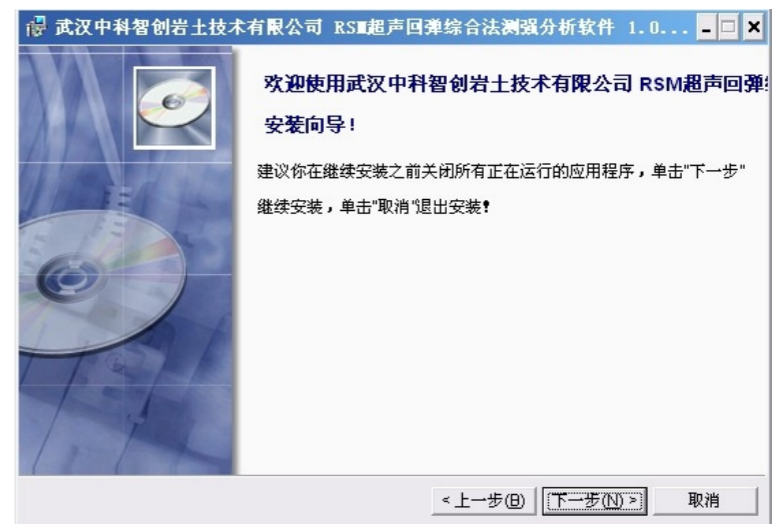 武汉中科智创岩土技术有限公司 RSM超声回弹综合法测强分析软件 1.0...
欢迎使用武汉中科智创岩土技术有限公司 RSM超声回弹
安装向导!
建议你在继续安装之前关闭所有正在运行的应用程序,单击"下一步"
继续安装,单击"取消"退出安装!
<上一步(B) 下一步(N)> 取消